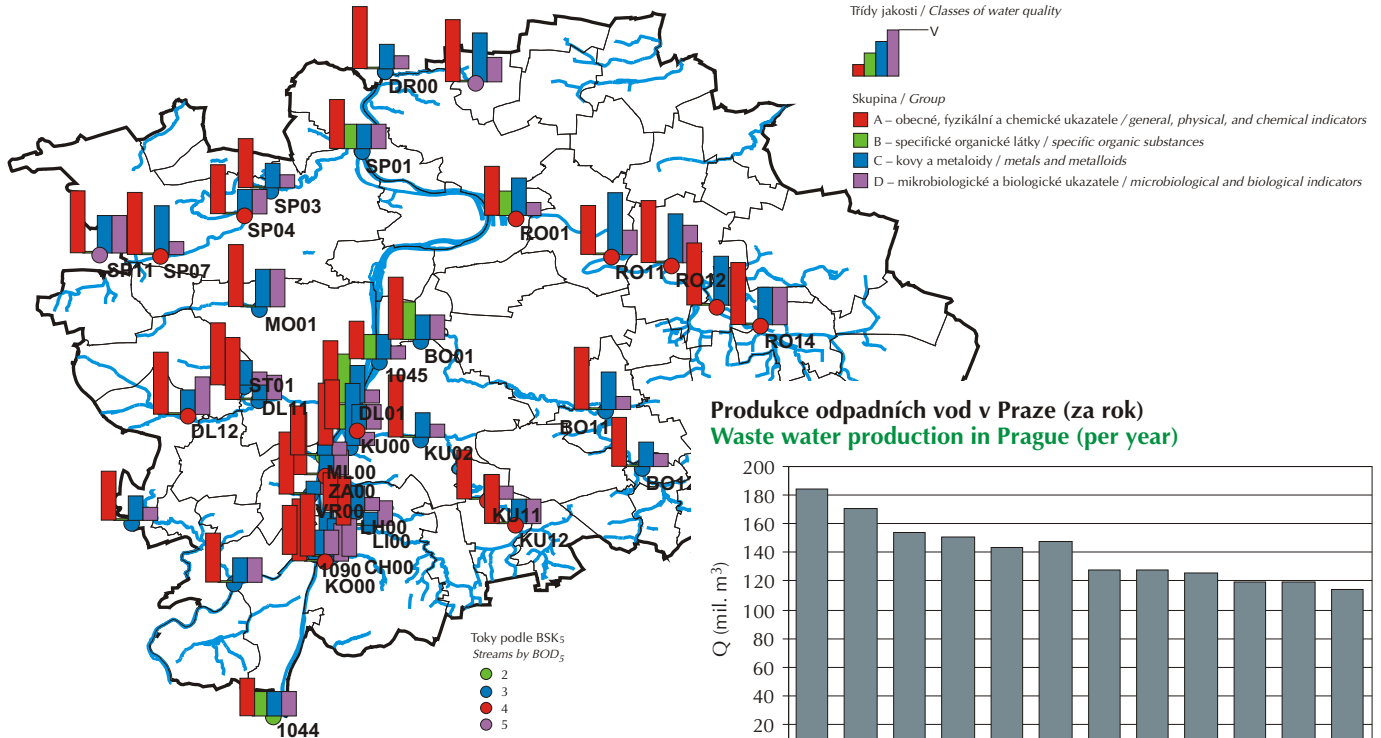 Třídy jakosti / Classes of water quality
V
Skupina / Group
A – obecné, fyzikální a chemické ukazatele / general, physical, and chemical indicators
B – specifické organické látky / specific organic substances
C – kovy a metaloidy / metals and metalloids
D – mikrobiologické a biologické ukazatele / microbiological and biological indicators
DR00
SP01
SP03
SP04
RO01
SP11
SP07
RO11
RO12
MO01
RO14
BO01
1045
ST01
DL11
DL01
DL12
BO11
KU00
KU02
ML00
BO12
ZA00
VR00
KU11
LH00
LI00
KU12
1090
CH00
KO00
1044
Toky podle BSK₅
Streams by BOD₅
2
3
4
5
Produkce odpadních vod v Praze (za rok)
Waste water production in Prague (per year)
Q (mil. m³)
200
180
160
140
120
100
80
60
40
20